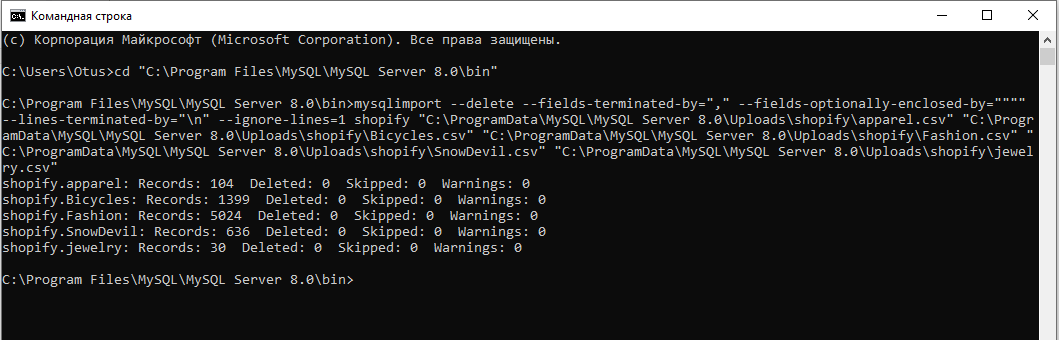 Командная строка
(c) Корпорация Майкрософт (Microsoft Corporation). Все права защищены.
C:\Users\Otus>cd "C:\Program Files\MySQL\MySQL Server 8.0\bin"
C:\Program Files\MySQL\MySQL Server 8.0\bin>mysqlimport --delete --fields-terminated-by="," --fields-optionally-enclosed-by=""""
--lines-terminated-by="\n" --ignore-lines=1 shopify "C:\ProgramData\MySQL\MySQL Server 8.0\Uploads\shopify\apparel.csv" "C:\Progr
amData\MySQL\MySQL Server 8.0\Uploads\shopify\Bicycles.csv" "C:\ProgramData\MySQL\MySQL Server 8.0\Uploads\shopify\Fashion.csv" "
C:\ProgramData\MySQL\MySQL Server 8.0\Uploads\shopify\SnowDevil.csv" "C:\ProgramData\MySQL\MySQL Server 8.0\Uploads\shopify\jewel
ry.csv"
shopify.apparel: Records: 104  Deleted: 0  Skipped: 0  Warnings: 0
shopify.Bicycles: Records: 1399  Deleted: 0  Skipped: 0  Warnings: 0
shopify.Fashion: Records: 5024  Deleted: 0  Skipped: 0  Warnings: 0
shopify.SnowDevil: Records: 636  Deleted: 0  Skipped: 0  Warnings: 0
shopify.jewelry: Records: 30  Deleted: 0  Skipped: 0  Warnings: 0
C:\Program Files\MySQL\MySQL Server 8.0\bin>